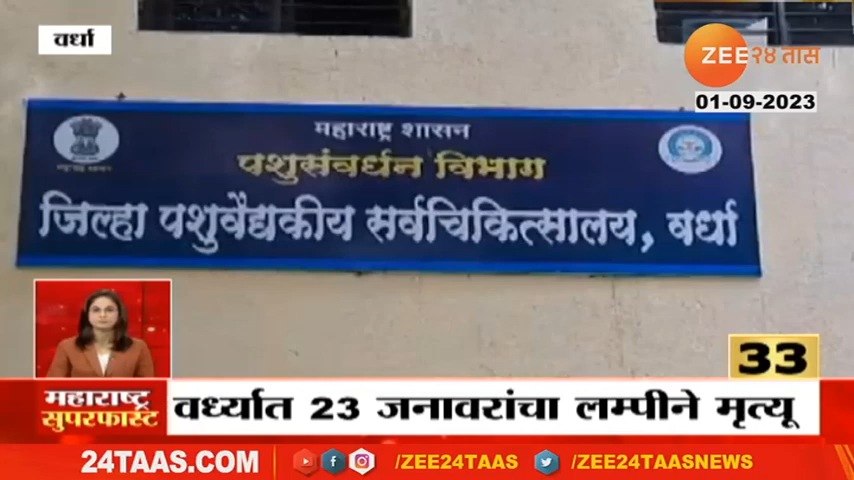 वर्धा
ZEE २४ तास
01-09-2023
महाराष्ट्र शासन
पशुसंवर्धन विभाग
जिल्हा पशुवैद्यकीय सर्वचिकित्सालय, वर्धा
33
महाराष्ट्र
सुपरफास्ट
वर्ध्यात 23 जनावरांचा लम्पीने मृत्यू
24TAAS.COM
/ZEE24TAAS
/ZEE24TAASNEWS